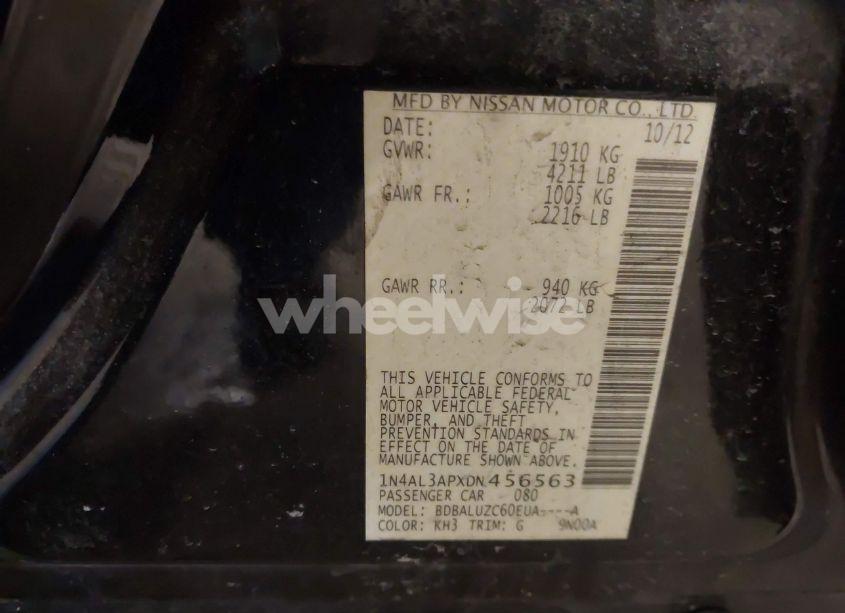 MFD BY NISSAN MOTOR CO., LTD.
DATE: 10/12
GVWR: 1910 KG
4211 LB
GAWR FR.: 1005 KG
2216 LB
GAWR RR.: 940 KG
2072 LB
wheelwise
THIS VEHICLE CONFORMS TO
ALL APPLICABLE FEDERAL
MOTOR VEHICLE SAFETY,
BUMPER, AND THEFT
PREVENTION STANDARDS IN
EFFECT ON THE DATE OF
MANUFACTURE SHOWN ABOVE.
1N4AL3APXDN456563
PASSENGER CAR 080
MODEL: BDBALUZC60EUA----A
COLOR: KH3 TRIM: G 9N00A